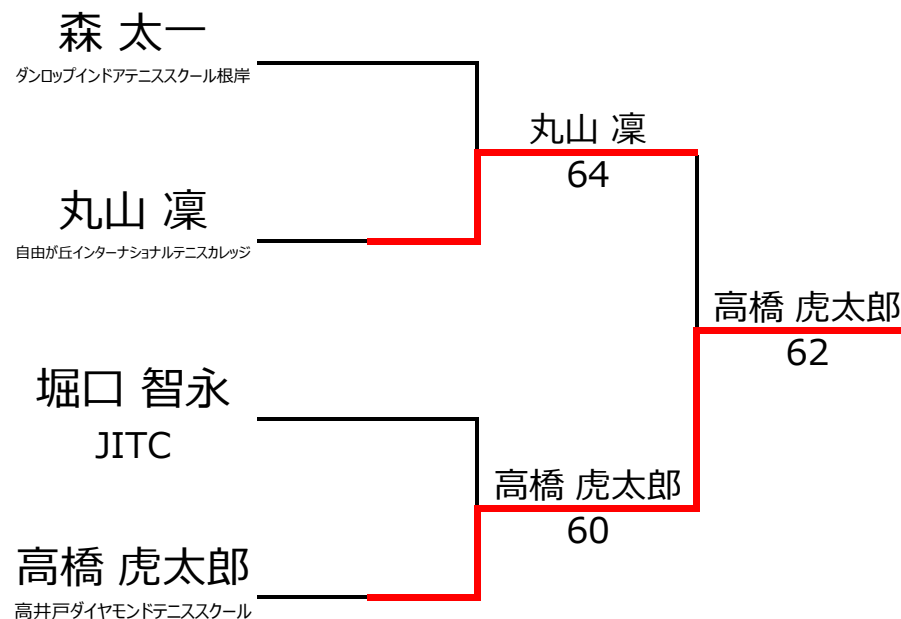 森 太一
ダンロップインドアテニススクール根岸
丸山 凜
64
丸山 凜
自由が丘インターナショナルテニスカレッジ
高橋 虎太郎
62
堀口 智永
JITC
高橋 虎太郎
60
高橋 虎太郎
高井戸ダイヤモンドテニススクール